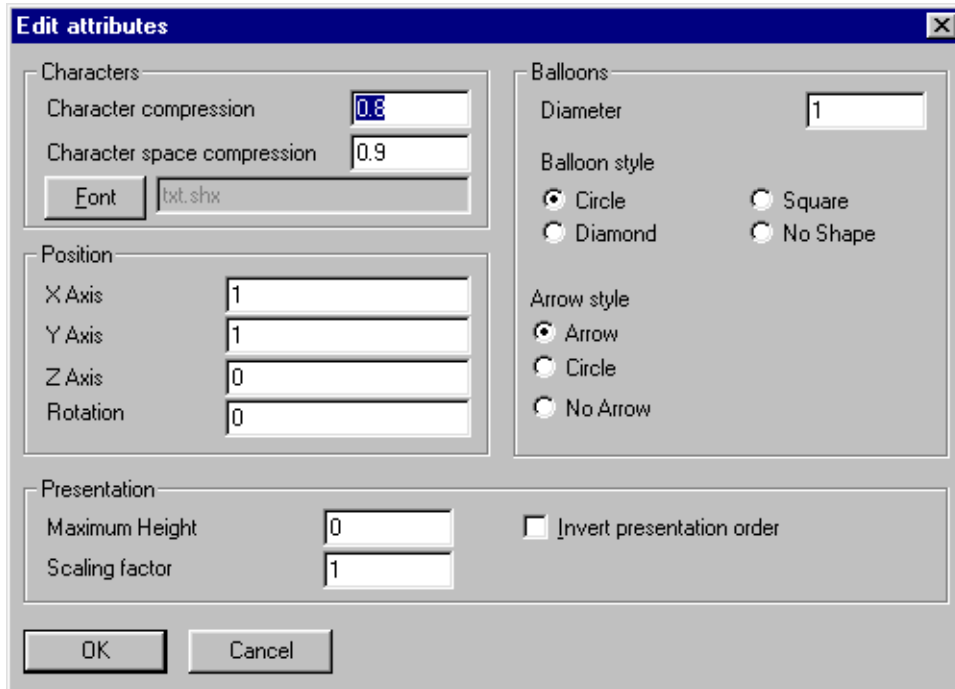 Edit attributes
Characters
Character compression 0.8
Character space compression 0.9
Font txt.shx
Position
X Axis 1
Y Axis 1
Z Axis 0
Rotation 0
Balloons
Diameter 1
Balloon style
Circle Square
Diamond No Shape
Arrow style
Arrow
Circle
No Arrow
Presentation
Maximum Height 0 Invert presentation order
Scaling factor 1
OK Cancel